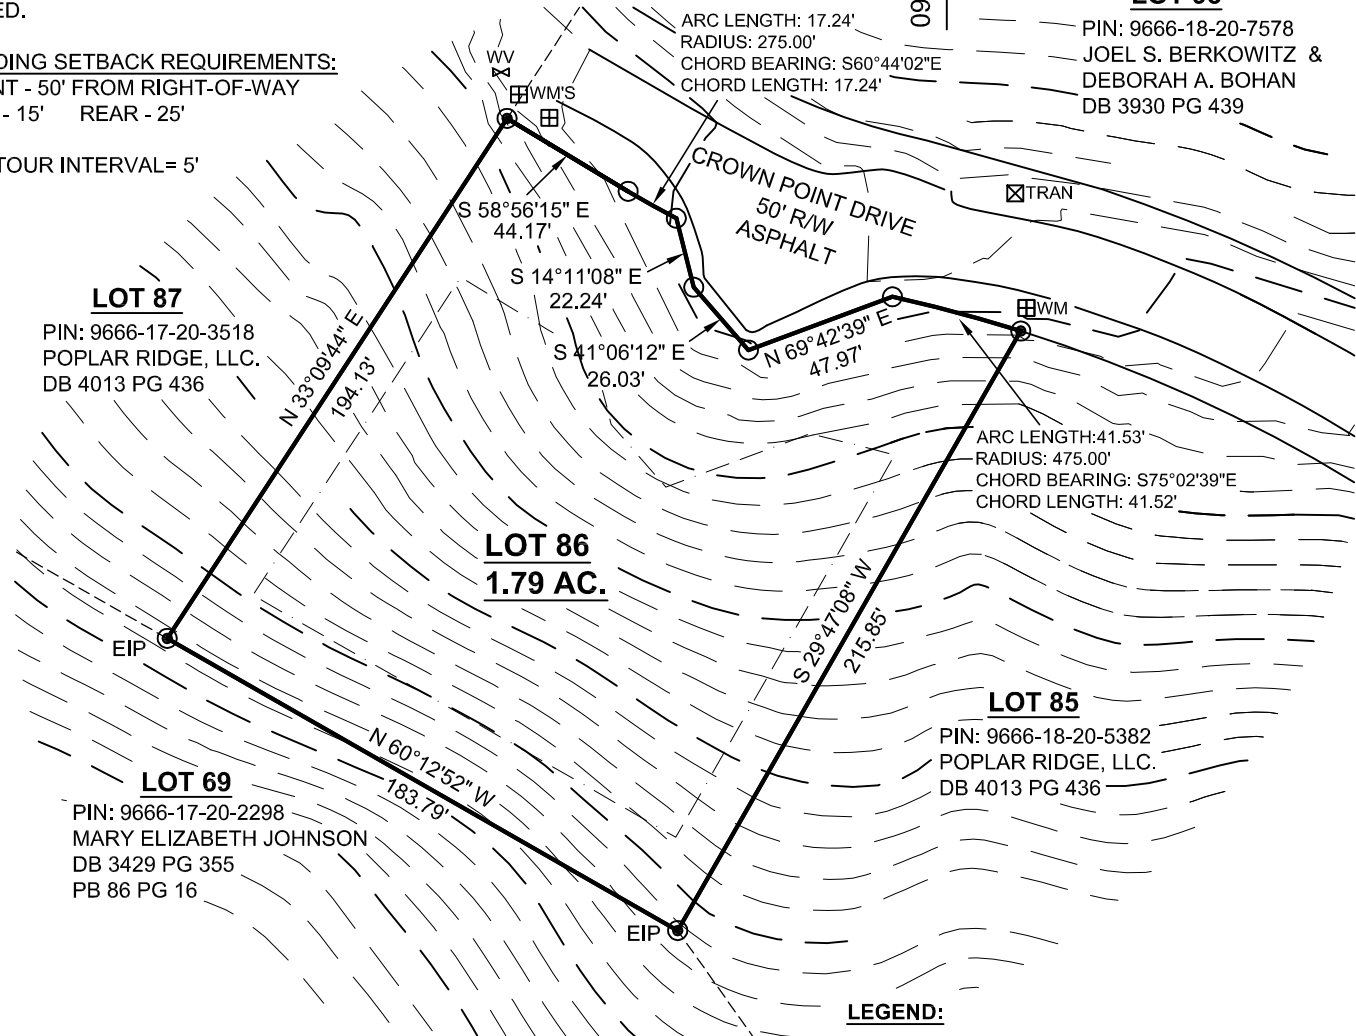 ED.
DING SETBACK REQUIREMENTS:
NT - 50' FROM RIGHT-OF-WAY
- 15' REAR - 25'
TOUR INTERVAL= 5'
WV
WM'S
ARC LENGTH: 17.24'
RADIUS: 275.00'
CHORD BEARING: S60°44'02"E
CHORD LENGTH: 17.24'
09
PIN: 9666-18-20-7578
JOEL S. BERKOWITZ &
DEBORAH A. BOHAN
DB 3930 PG 439
CROWN POINT DRIVE
50' R/W
ASPHALT
TRAN
S 58°56'15" E
44.17'
S 14°11'08" E
22.24'
S 41°06'12" E
26.03'
N 69°42'39" E
47.97'
WM
LOT 87
PIN: 9666-17-20-3518
POPLAR RIDGE, LLC.
DB 4013 PG 436
N 33°09'44" E
194.13'
ARC LENGTH:41.53'
RADIUS: 475.00'
CHORD BEARING: S75°02'39"E
CHORD LENGTH: 41.52'
LOT 86
1.79 AC.
S 29°47'08" W
215.85'
EIP
LOT 85
PIN: 9666-18-20-5382
POPLAR RIDGE, LLC.
DB 4013 PG 436
N 60°12'52" W
183.79'
LOT 69
PIN: 9666-17-20-2298
MARY ELIZABETH JOHNSON
DB 3429 PG 355
PB 86 PG 16
EIP
LEGEND: